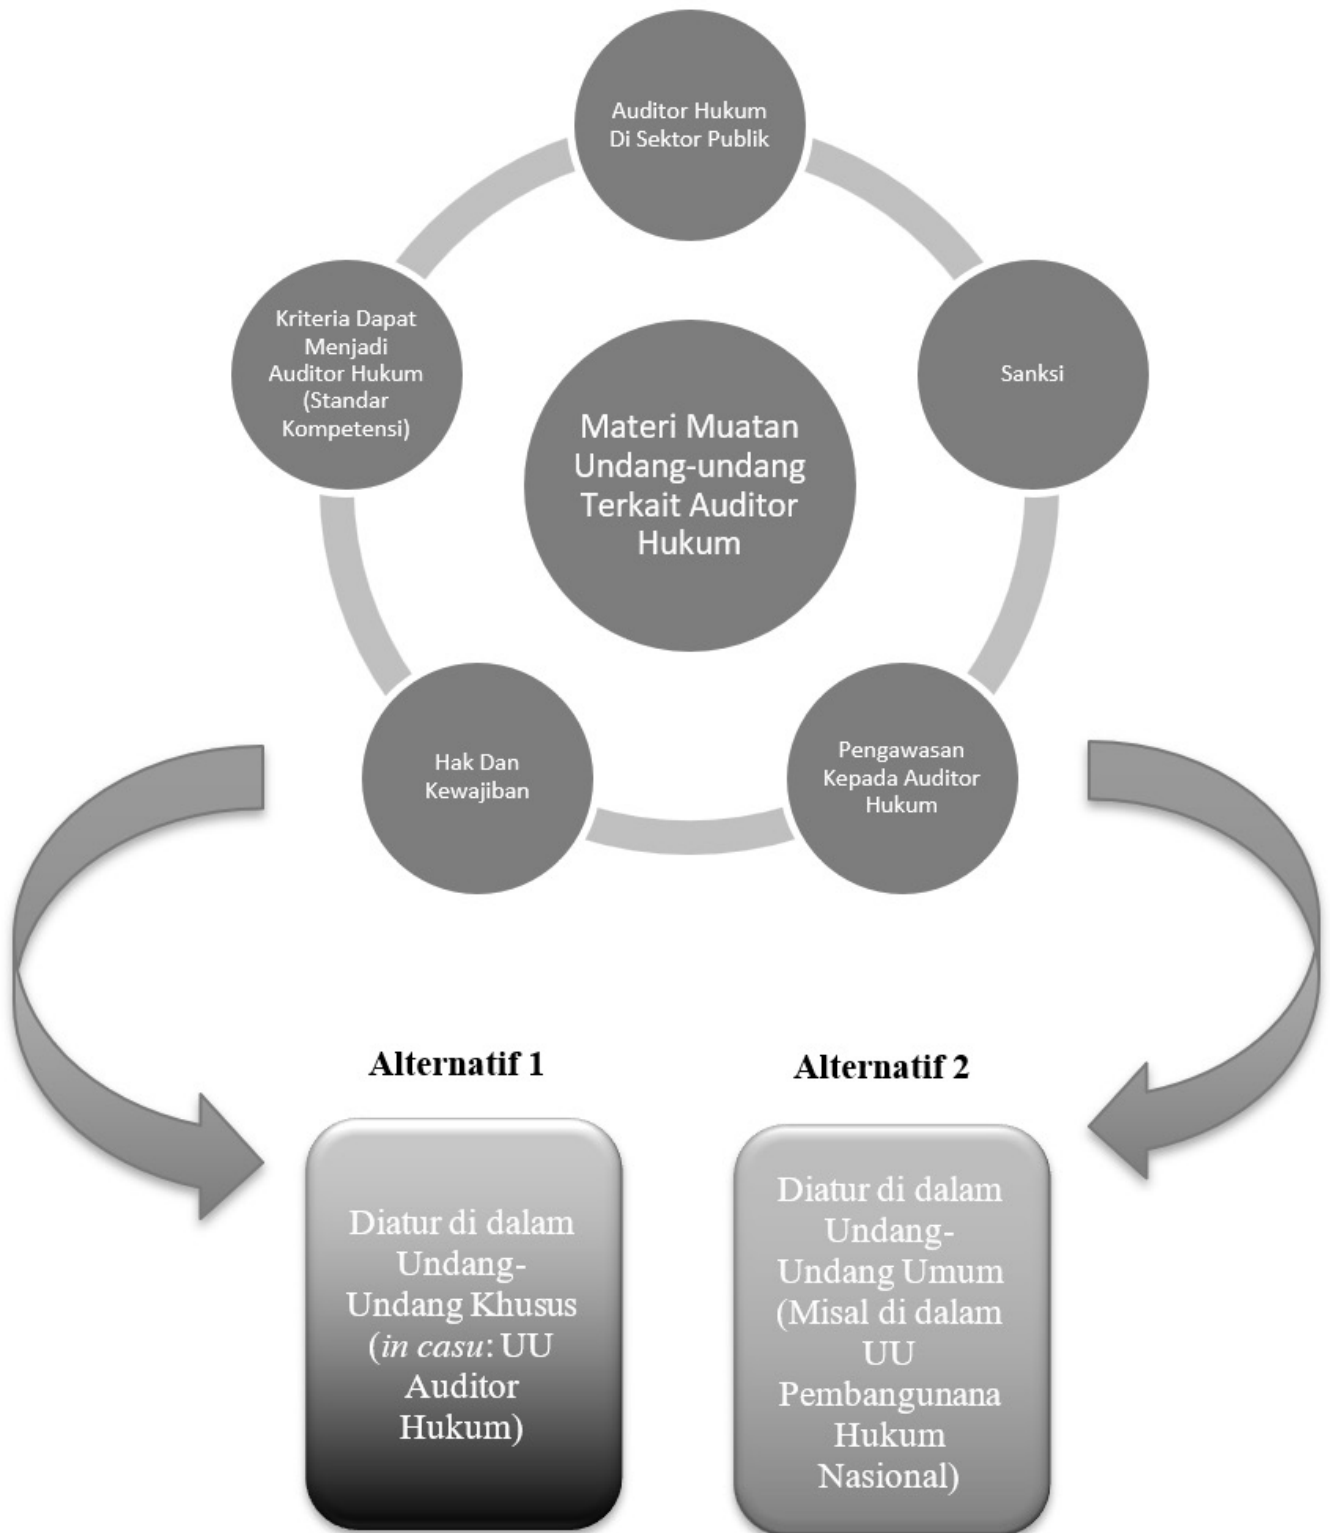 Auditor Hukum
Di Sektor Publik
Kriteria Dapat
Menjadi
Auditor Hukum
(Standar
Kompetensi)
Sanksi
Materi Muatan
Undang-undang
Terkait Auditor
Hukum
Hak Dan
Kewajiban
Pengawasan
Kepada Auditor
Hukum
Alternatif 1
Diatur di dalam
Undang-
Undang Khusus
(in casu: UU
Auditor
Hukum)
Alternatif 2
Diatur di dalam
Undang-
Undang Umum
(Misal di dalam
UU
Pembangunana
Hukum
Nasional)